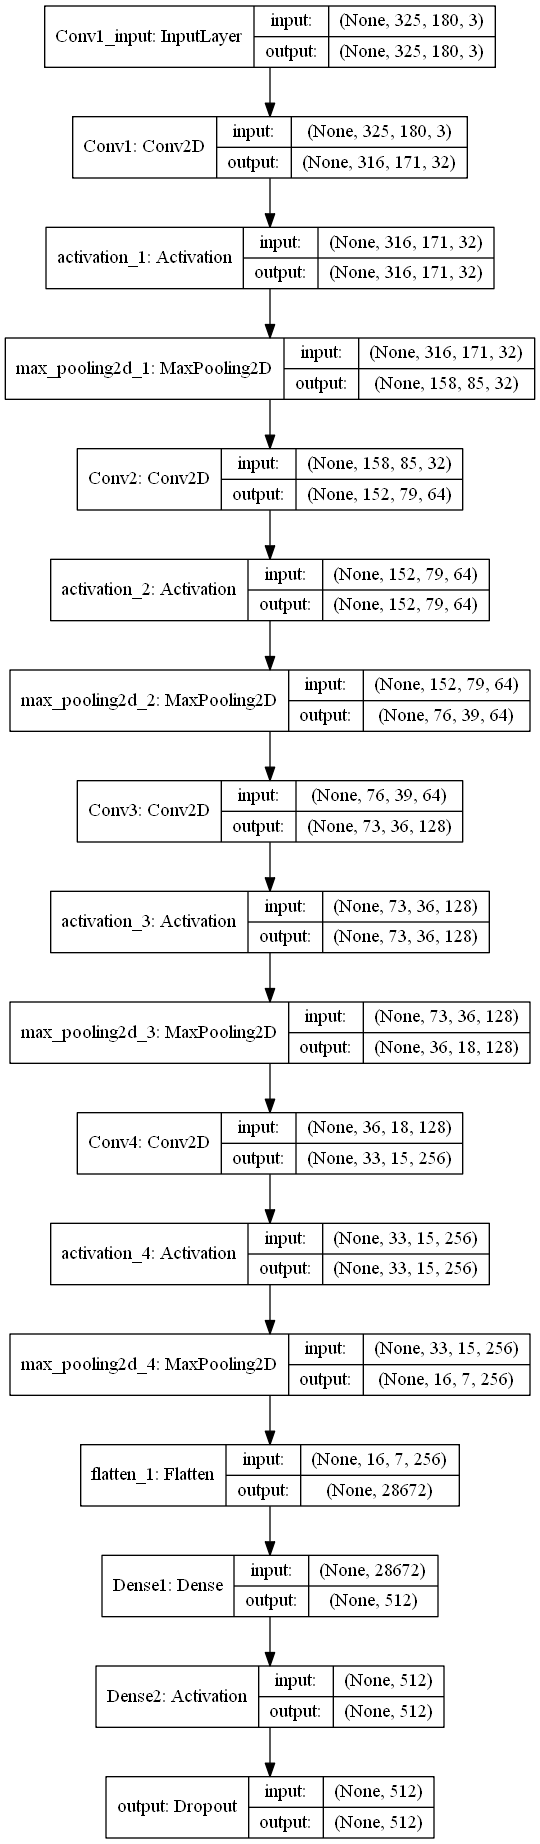 Conv1_input: InputLayer
input:
(None, 325, 180, 3)
output:
(None, 325, 180, 3)
Conv1: Conv2D
input:
(None, 325, 180, 3)
output:
(None, 316, 171, 32)
activation_1: Activation
input:
(None, 316, 171, 32)
output:
(None, 316, 171, 32)
max_pooling2d_1: MaxPooling2D
input:
(None, 316, 171, 32)
output:
(None, 158, 85, 32)
Conv2: Conv2D
input:
(None, 158, 85, 32)
output:
(None, 152, 79, 64)
activation_2: Activation
input:
(None, 152, 79, 64)
output:
(None, 152, 79, 64)
max_pooling2d_2: MaxPooling2D
input:
(None, 152, 79, 64)
output:
(None, 76, 39, 64)
Conv3: Conv2D
input:
(None, 76, 39, 64)
output:
(None, 73, 36, 128)
activation_3: Activation
input:
(None, 73, 36, 128)
output:
(None, 73, 36, 128)
max_pooling2d_3: MaxPooling2D
input:
(None, 73, 36, 128)
output:
(None, 36, 18, 128)
Conv4: Conv2D
input:
(None, 36, 18, 128)
output:
(None, 33, 15, 256)
activation_4: Activation
input:
(None, 33, 15, 256)
output:
(None, 33, 15, 256)
max_pooling2d_4: MaxPooling2D
input:
(None, 33, 15, 256)
output:
(None, 16, 7, 256)
flatten_1: Flatten
input:
(None, 16, 7, 256)
output:
(None, 28672)
Dense1: Dense
input:
(None, 28672)
output:
(None, 512)
Dense2: Activation
input:
(None, 512)
output:
(None, 512)
output: Dropout
input:
(None, 512)
output:
(None, 512)